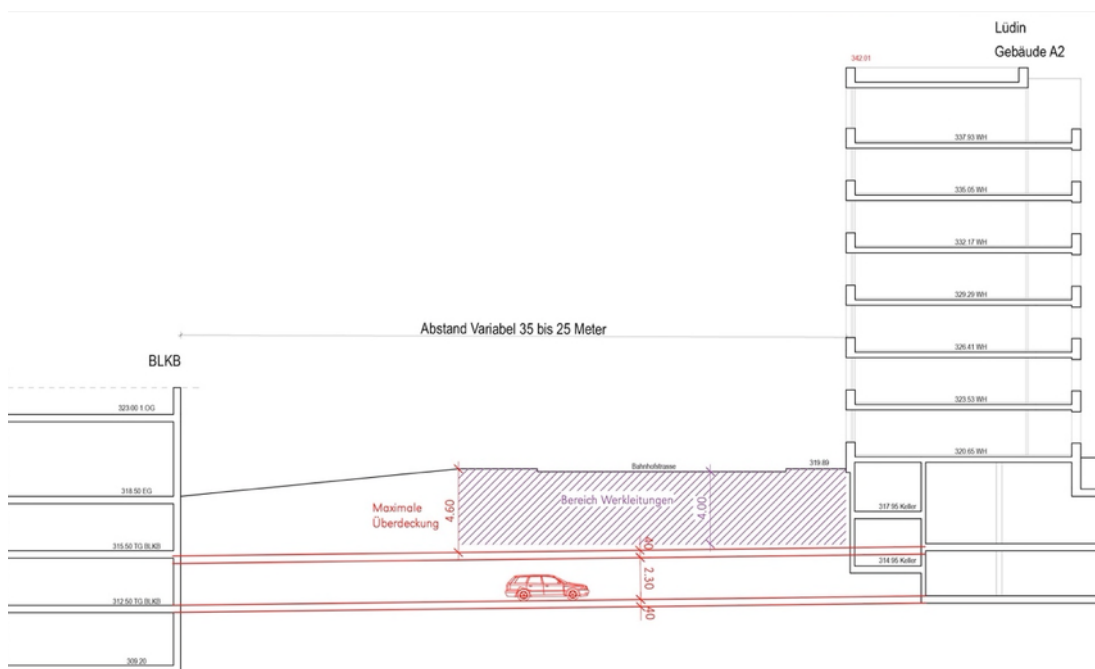 Lüdin
Gebäude A2
342.01
337.93 WH
335.05 WH
332.17 WH
329.29 WH
Abstand Variabel 35 bis 25 Meter
326.41 WH
BLKB
323.00 1 OG
323.53 WH
320.65 WH
Bahnhofstrasse
319.89
318.50 EG
Maximale
Überdeckung
4.60
Bereich Werkleitungen
4.00
317.95 Keller
315.50 TG BLKB
40
2.30
314.95 Keller
312.50 TG BLKB
40
309.20